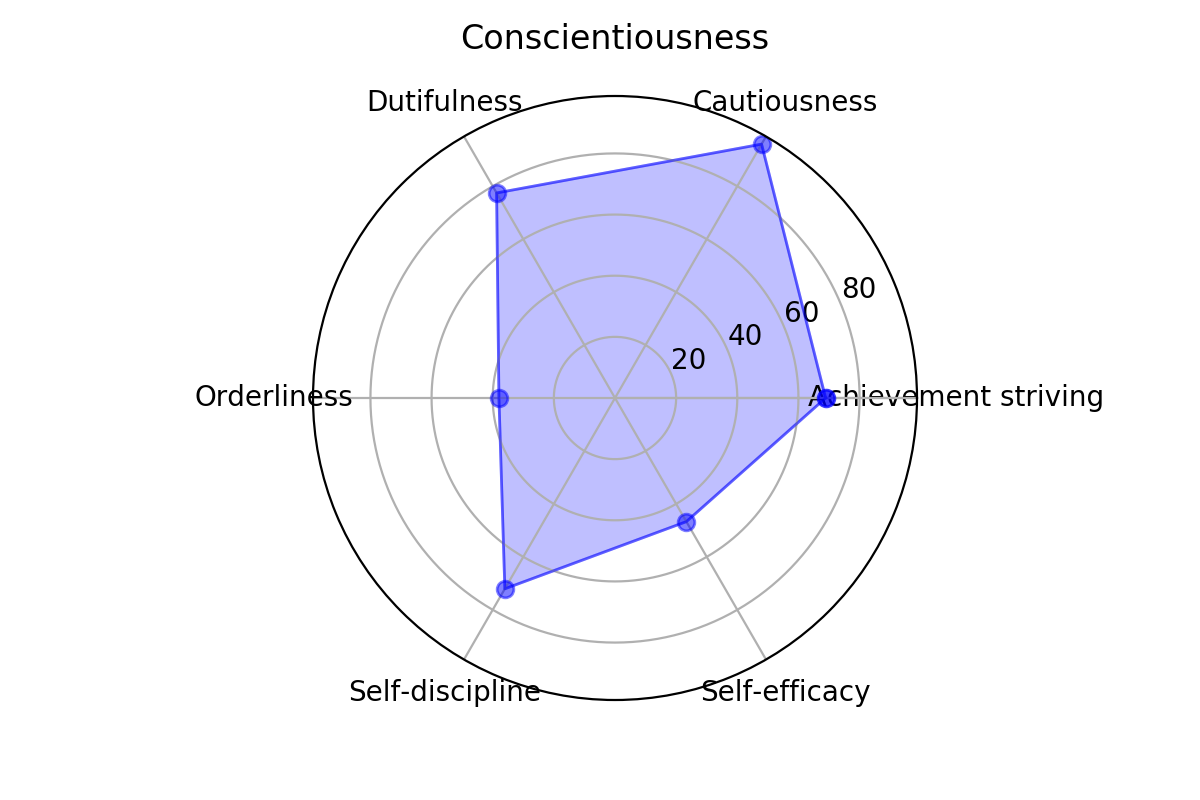 Conscientiousness
Dutifulness
Cautiousness
80
60
40
20
Orderliness
Achievement striving
Self-discipline
Self-efficacy